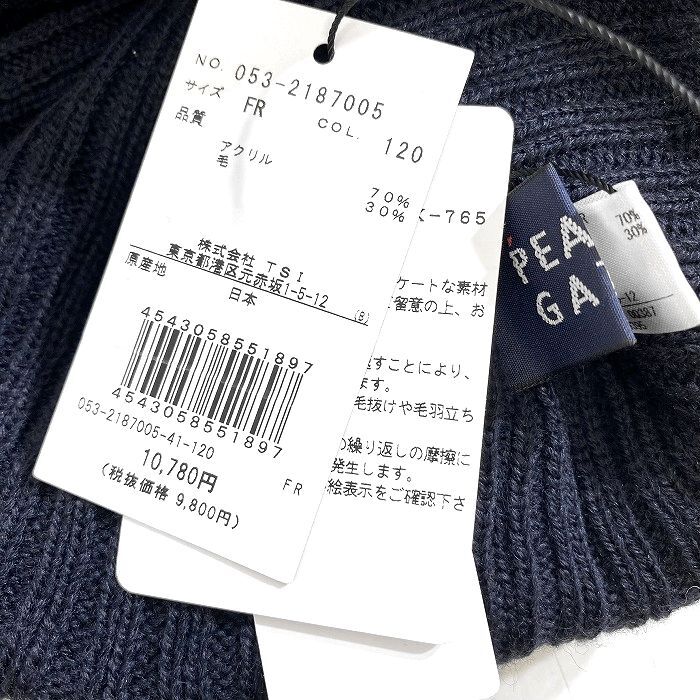 NO. 053-2187005
サイズ FR COL. 120
品質
アクリル 70%
毛 30%
株式会社 TSI
東京都港区元赤坂1-5-12 (B)
原産地 日本
4543058551897
4543058551897
053-2187005-41-120
10,780円
(税抜価格 9,800円) FR
-765
ケートな素材
留意の上、お
すことにより、
ます。
毛抜けや毛羽立ち
の繰り返しの摩擦に
発生します。
絵表示をご確認下さ
PEA
GA
70%
30%
-12